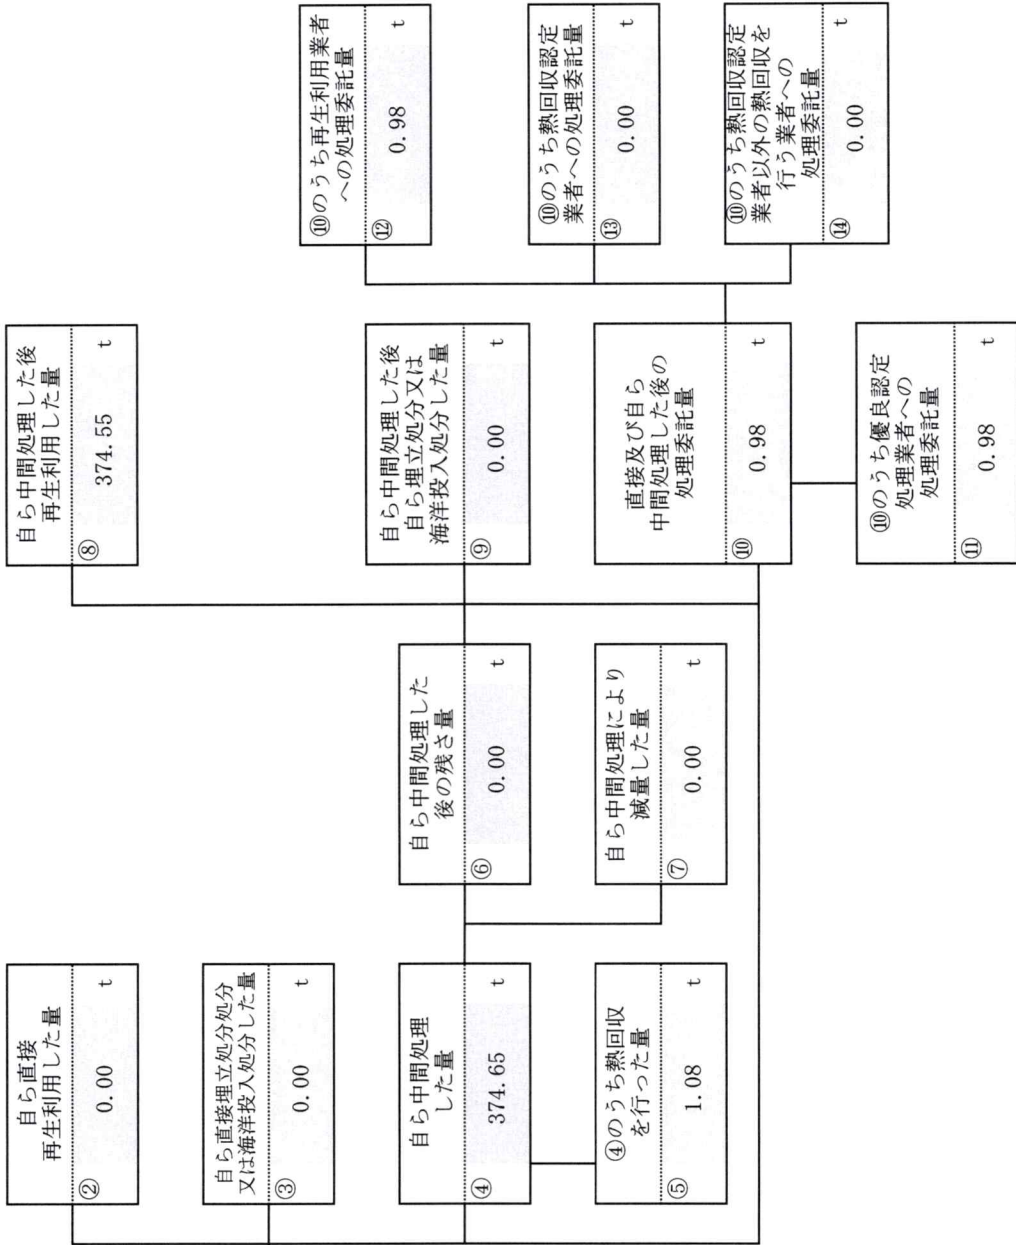 自ら直接
再生利用した量
② 0.00 t
自ら直接埋立処分処分
又は海洋投入処分した量
③ 0.00 t
自ら中間処理
した量
④ 374.65 t
④のうち熱回収
を行った量
⑤ 1.08 t
自ら中間処理した
後の残さ量
⑥ 0.00 t
自ら中間処理により
減量した量
⑦ 0.00 t
自ら中間処理した後
再生利用した量
⑧ 374.55 t
自ら中間処理した後
自ら埋立処分又は
海洋投入処分した量
⑨ 0.00 t
直接及び自ら
中間処理した後の
処理委託量
⑩ 0.98 t
⑩のうち優良認定
処理業者への
処理委託量
⑪ 0.98 t
⑩のうち再生利用業者
への処理委託量
⑫ 0.98 t
⑩のうち熱回収認定
業者への処理委託量
⑬ 0.00 t
⑩のうち熱回収認定
業者以外の熱回収を
行う業者への
処理委託量
⑭ 0.00 t